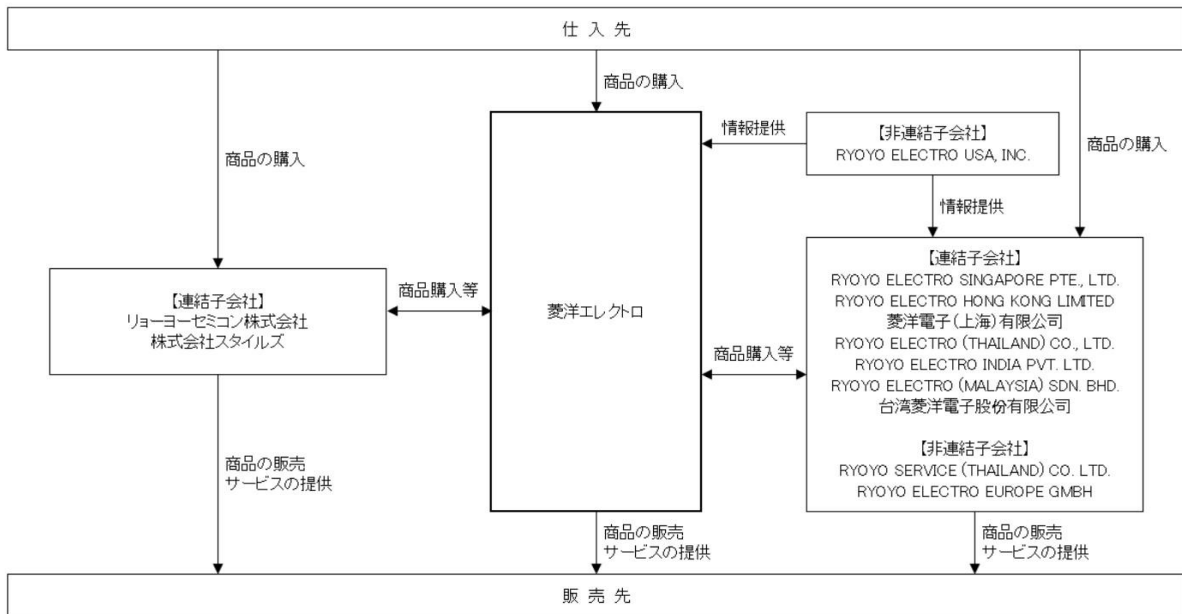 仕 入 先
商品の購入
商品の購入
商品の購入
情報提供
【非連結子会社】
RYOYO ELECTRO USA, INC.
情報提供
【連結子会社】
リョーヨーセミコン株式会社
株式会社スタイルズ
商品購入等
菱洋エレクトロ
商品購入等
【連結子会社】
RYOYO ELECTRO SINGAPORE PTE., LTD.
RYOYO ELECTRO HONG KONG LIMITED
菱洋電子(上海)有限公司
RYOYO ELECTRO (THAILAND) CO., LTD.
RYOYO ELECTRO INDIA PVT. LTD.
RYOYO ELECTRO (MALAYSIA) SDN. BHD.
台湾菱洋電子股份有限公司
【非連結子会社】
RYOYO SERVICE (THAILAND) CO. LTD.
RYOYO ELECTRO EUROPE GMBH
商品の販売
サービスの提供
商品の販売
サービスの提供
商品の販売
サービスの提供
販 売 先